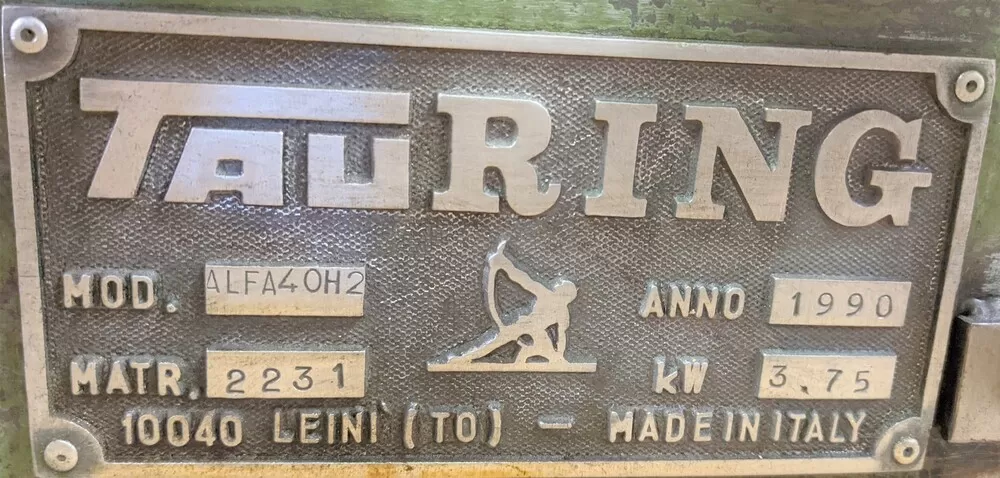 TAURING
MOD. ALFA40H2 ANNO 1990
MATR. 2231 kW 3.75
10040 LEINI' (TO) - MADE IN ITALY